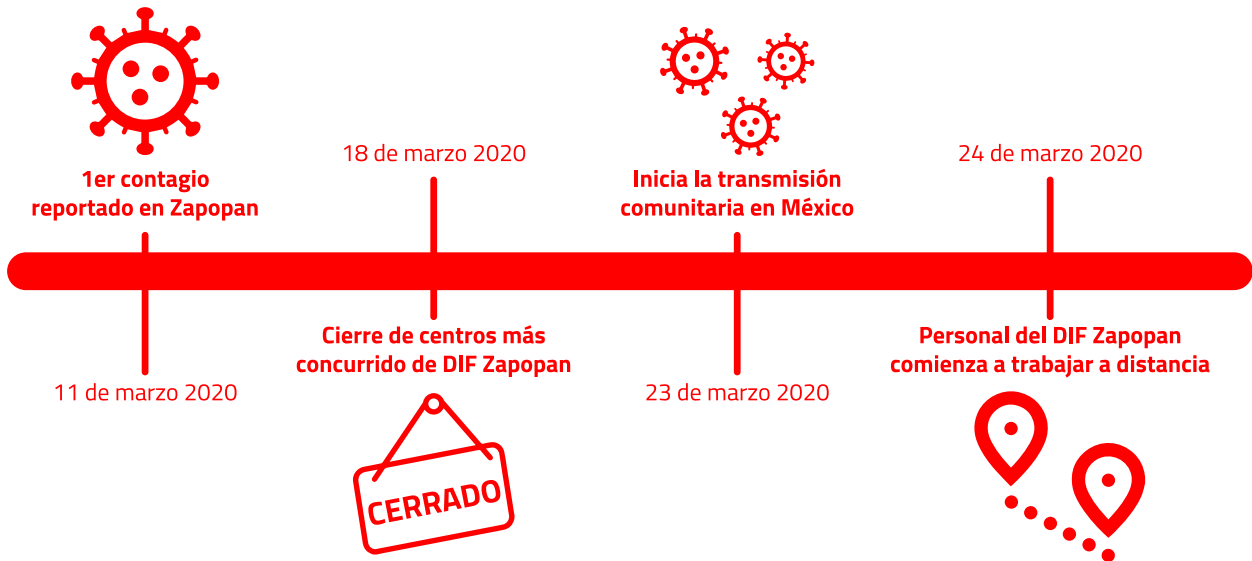 1er contagio
reportado en Zapopan
11 de marzo 2020
18 de marzo 2020
Cierre de centros más
concurrido de DIF Zapopan
CERRADO
Inicia la transmisión
comunitaria en México
23 de marzo 2020
24 de marzo 2020
Personal del DIF Zapopan
comienza a trabajar a distancia